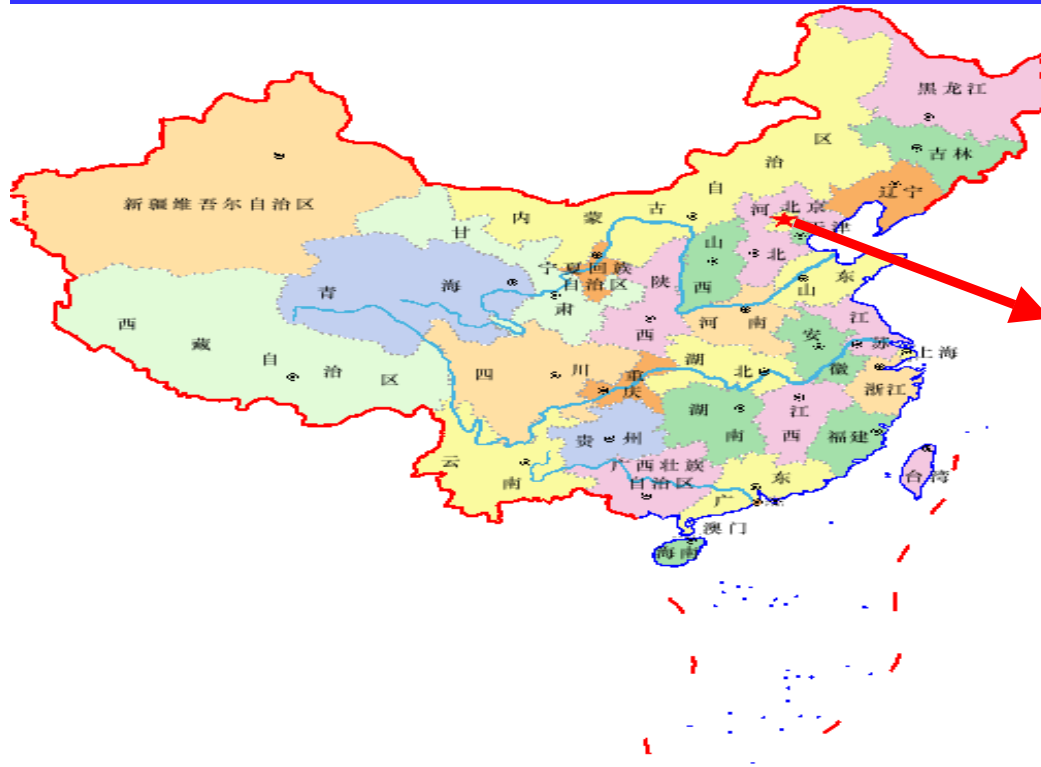 黑龙江
吉林
辽宁
内蒙古自治区
新疆维吾尔自治区
甘肃
北京
天津
河北
山西
山东
宁夏回族
自治区
陕西
青海
西藏自治区
河南
江苏
安徽
上海
四川
重庆
湖北
浙江
湖南
江西
福建
贵州
云南
广西壮族
自治区
广东
台湾
澳门
海南